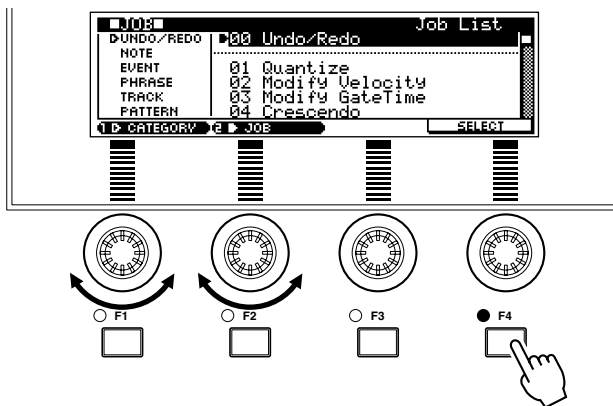 JOB Job List
UNDO/REDO
NOTE
EVENT
PHRASE
TRACK
PATTERN
00 Undo/Redo
01 Quantize
02 Modify Velocity
03 Modify GateTime
04 Crescendo
1 CATEGORY 2 JOB SELECT
F1 F2 F3 F4